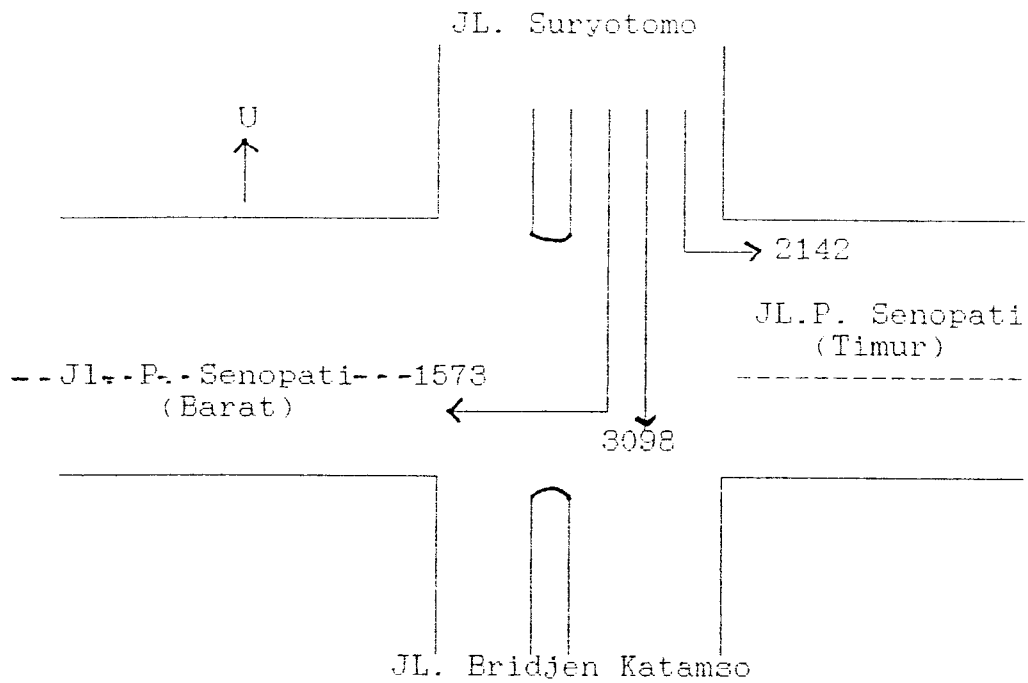 JL. Suryotomo
U
2142
JL.P. Senopati
(Timur)
--Jl.-P.-Senopati---1573
(Barat)
3098
JL. Bridjen Katamso